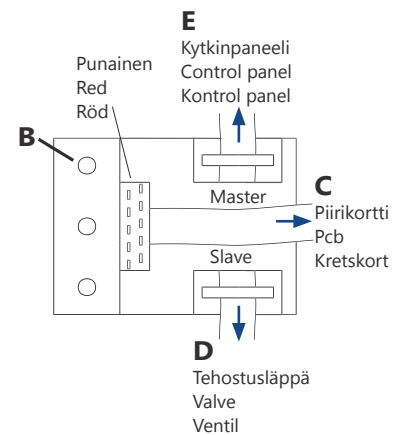 E
Kytkinpaneeli
Control panel
Kontrol panel
Punainen
Red
Röd
B
Master
C
Piirikortti
Pcb
Kretskort
Slave
D
Tehostusläppä
Valve
Ventil